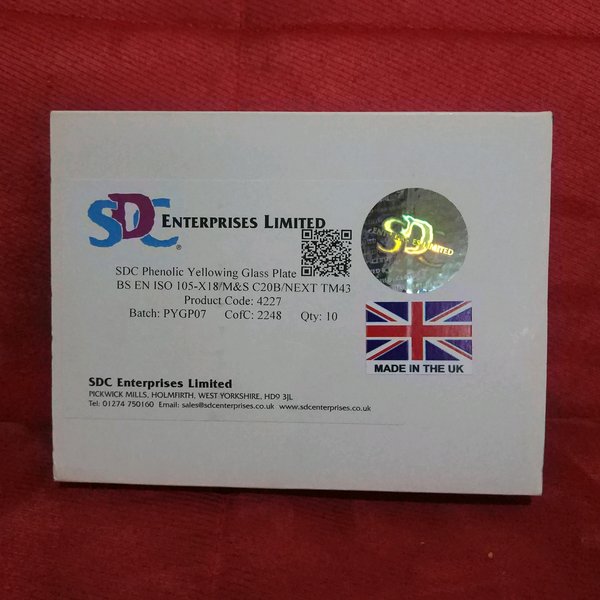 SDC ENTERPRISES LIMITED
SDC Phenolic Yellowing Glass Plate
BS EN ISO 105-X18/M&S C20B/NEXT TM43
Product Code: 4227
Batch: PYGP07 CofC: 2248 Qty: 10
SDC Enterprises Limited
PICKWICK MILLS, HOLMFIRTH, WEST YORKSHIRE, HD9 3JL
Tel: 01274 750160 Email: sales@sdcenterprises.co.uk www.sdcenterprises.co.uk
SDC
MADE IN THE UK